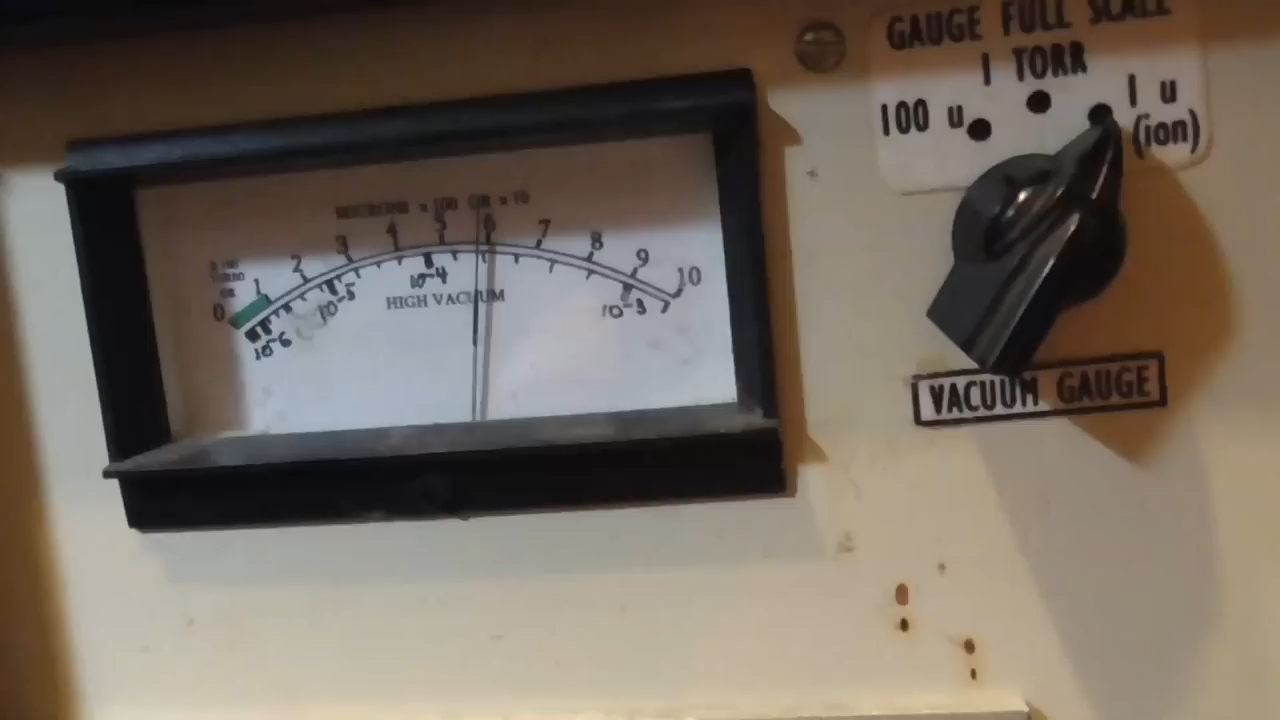 GAUGE FULL SCALE
1 TORR
100 u
1 u
(ion)
MICRONS x 100 OR x 10
0 1 2 3 4 5 6 7 8 9 10
10-6 10-5 10-4 10-3
HIGH VACUUM
VACUUM GAUGE